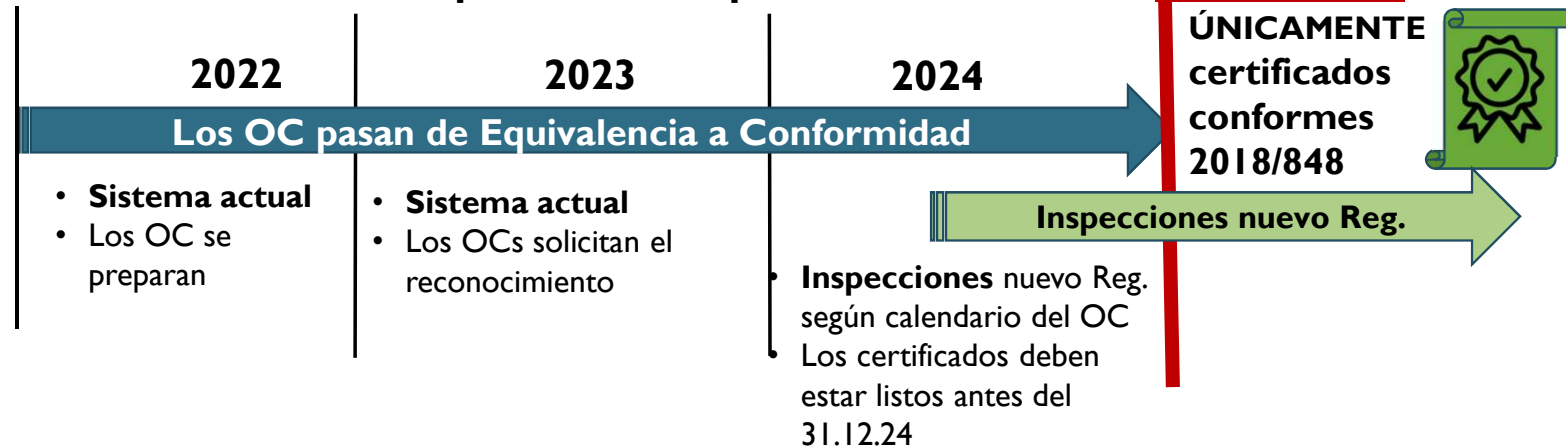 2022
2023
2024
Los OC pasan de Equivalencia a Conformidad
• Sistema actual
• Los OC se
preparan
• Sistema actual
• Los OCs solicitan el
reconocimiento
• Inspecciones nuevo Reg.
según calendario del OC
• Los certificados deben
estar listos antes del
31.12.24
ÚNICAMENTE
certificados
conformes
2018/848
Inspecciones nuevo Reg.